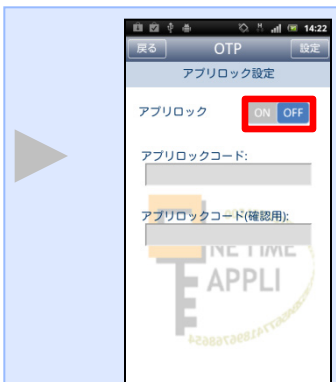 14:22
戻る OTP 設定
アプリロック設定
アプリロック ON OFF
アプリロックコード:
アプリロックコード(確認用):
NETIME
APPLI